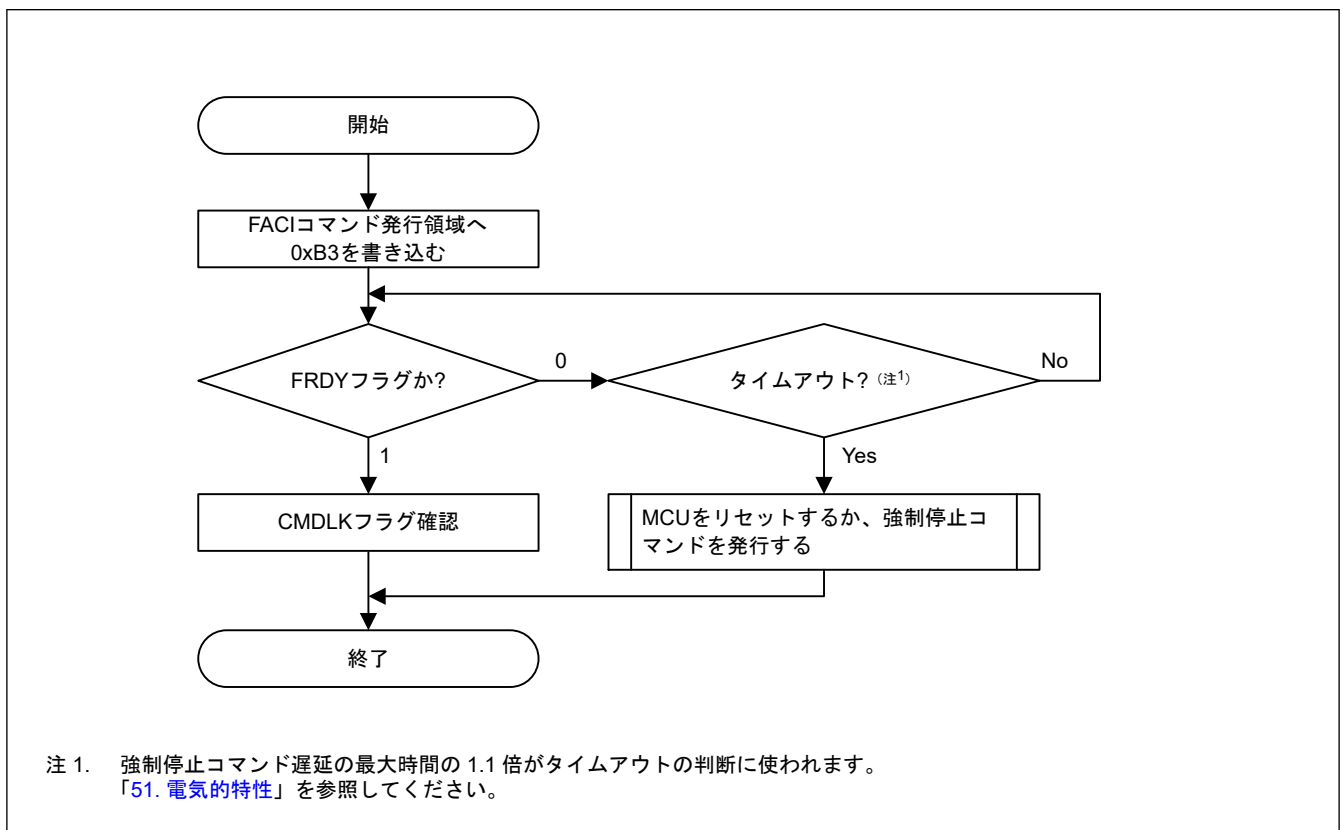 開始
FACIコマンド発行領域へ
0xB3を書き込む
FRDYフラグか?
0
タイムアウト?（注1）
No
1
Yes
CMDLKフラグ確認
MCUをリセットするか、強制停止コ
マンドを発行する
終了
注 1. 強制停止コマンド遅延の最大時間の 1.1 倍がタイムアウトの判断に使われます。
「51. 電気的特性」を参照してください。